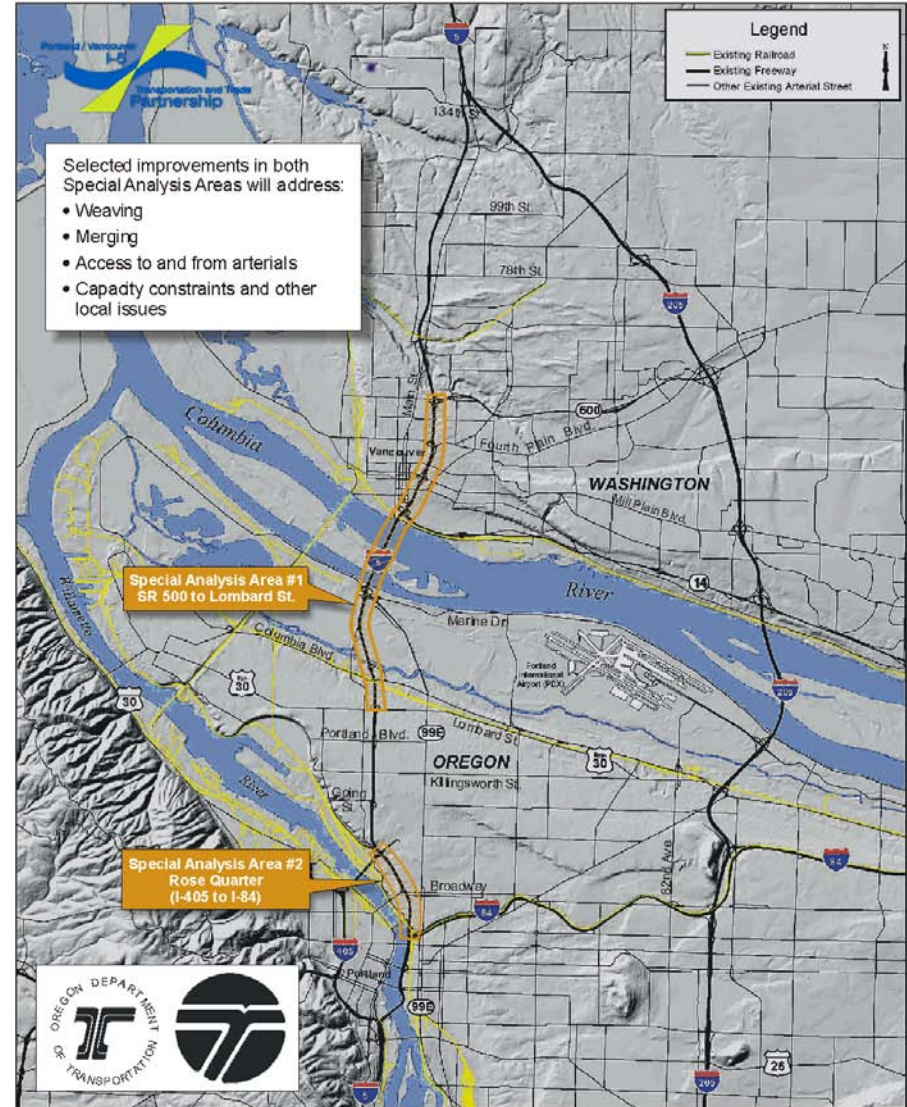 Portland / Vancouver
I-5
Transportation and Trade
Partnership
Legend
Existing Railroad
Existing Freeway
Other Existing Arterial Street
N
5
134th St.
Selected improvements in both
Special Analysis Areas will address:
• Weaving
• Merging
• Access to and from arterials
• Capacity constraints and other
local issues
99th St.
78th St.
205
Main St.
500
Fourth Plain Blvd.
Vancouver
Columbia
WASHINGTON
Mill Plain Blvd.
5
14
Special Analysis Area #1
SR 500 to Lombard St.
River
Marine Dr
Willamette
Columbia Blvd.
Portland
International
Airport (PDX)
205
30
30
Portland Blvd.
99E
Lombard St.
30
OREGON
Killingsworth St.
River
Going
St.
Special Analysis Area #2
Rose Quarter
(I-405 to I-84)
Broadway
82nd Ave
84
84
405
Portland
99E
OREGON DEPARTMENT
OF TRANSPORTATION
26
5
205